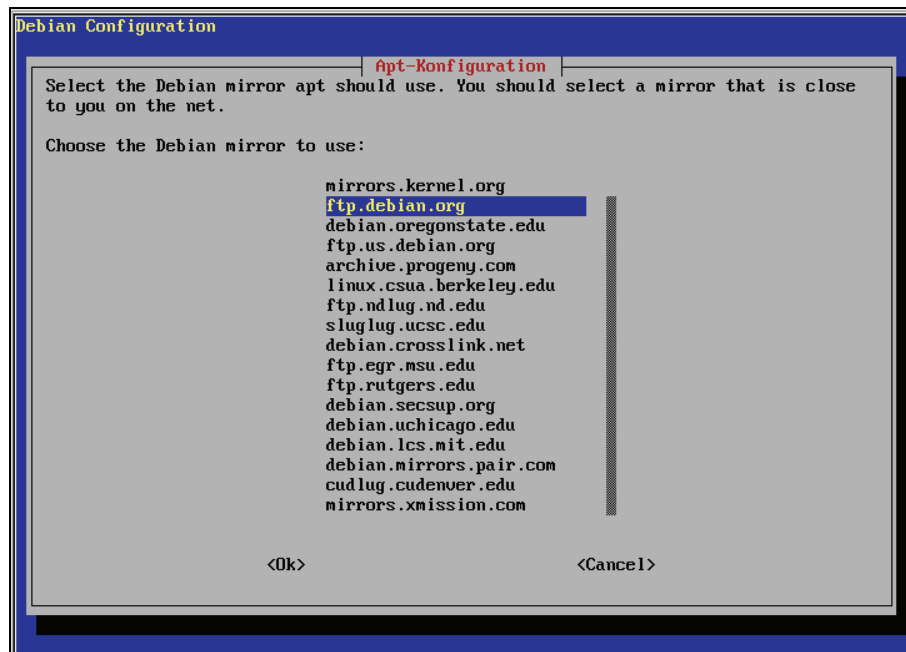 Debian Configuration
Apt-Konfiguration
Select the Debian mirror apt should use. You should select a mirror that is close
to you on the net.
Choose the Debian mirror to use:
mirrors.kernel.org
ftp.debian.org
debian.oregonstate.edu
ftp.us.debian.org
archive.progeny.com
linux.csua.berkeley.edu
ftp.ndlug.nd.edu
sluglug.ucsc.edu
debian.crosslink.net
ftp.egr.msu.edu
ftp.rutgers.edu
debian.secsup.org
debian.uchicago.edu
debian.lcs.mit.edu
debian.mirrors.pair.com
cudlug.cudenver.edu
mirrors.xmission.com
<Ok> <Cancel>